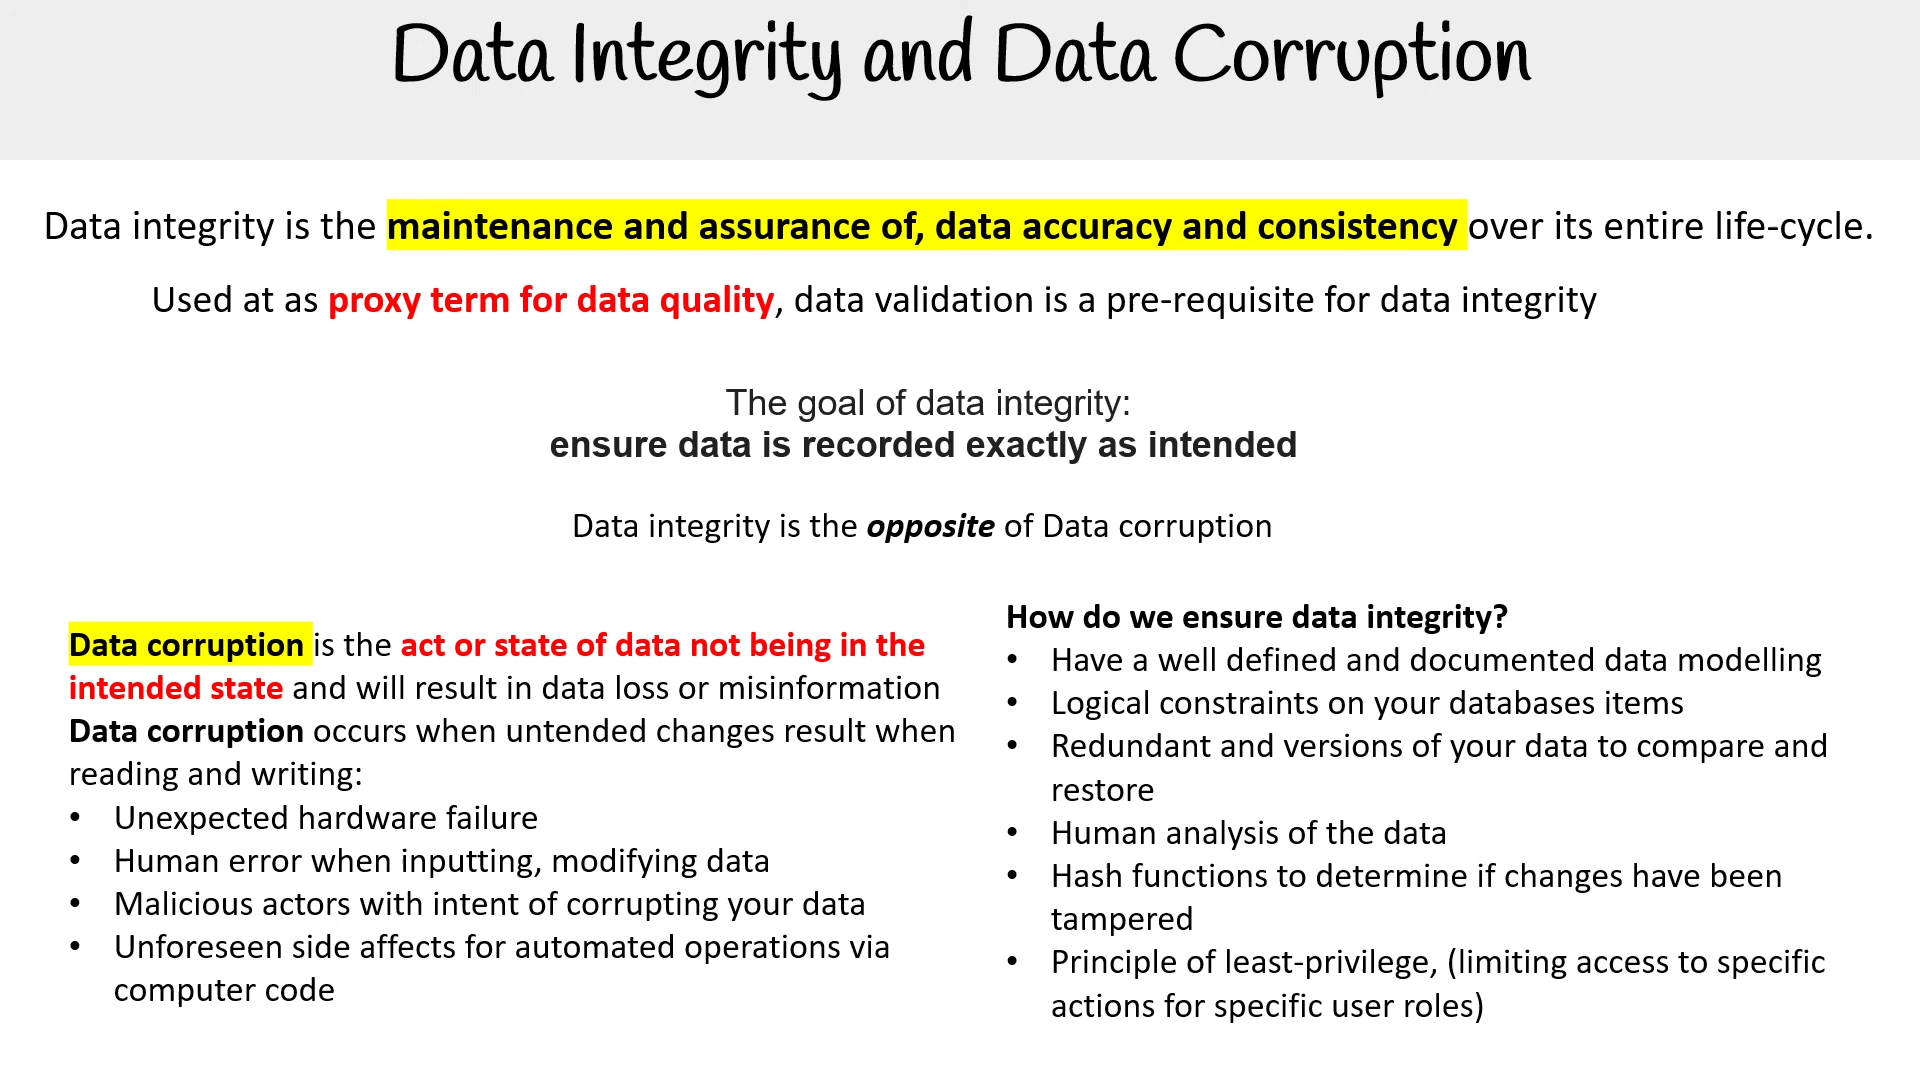 Data Integrity and Data Corruption
Data integrity is the maintenance and assurance of, data accuracy and consistency over its entire life-cycle.
Used at as proxy term for data quality, data validation is a pre-requisite for data integrity
The goal of data integrity:
ensure data is recorded exactly as intended
Data integrity is the opposite of Data corruption
Data corruption is the act or state of data not being in the
intended state and will result in data loss or misinformation
Data corruption occurs when untended changes result when
reading and writing:
• Unexpected hardware failure
• Human error when inputting, modifying data
• Malicious actors with intent of corrupting your data
• Unforeseen side affects for automated operations via
computer code
How do we ensure data integrity?
• Have a well defined and documented data modelling
• Logical constraints on your databases items
• Redundant and versions of your data to compare and
restore
• Human analysis of the data
• Hash functions to determine if changes have been
tampered
• Principle of least-privilege, (limiting access to specific
actions for specific user roles)